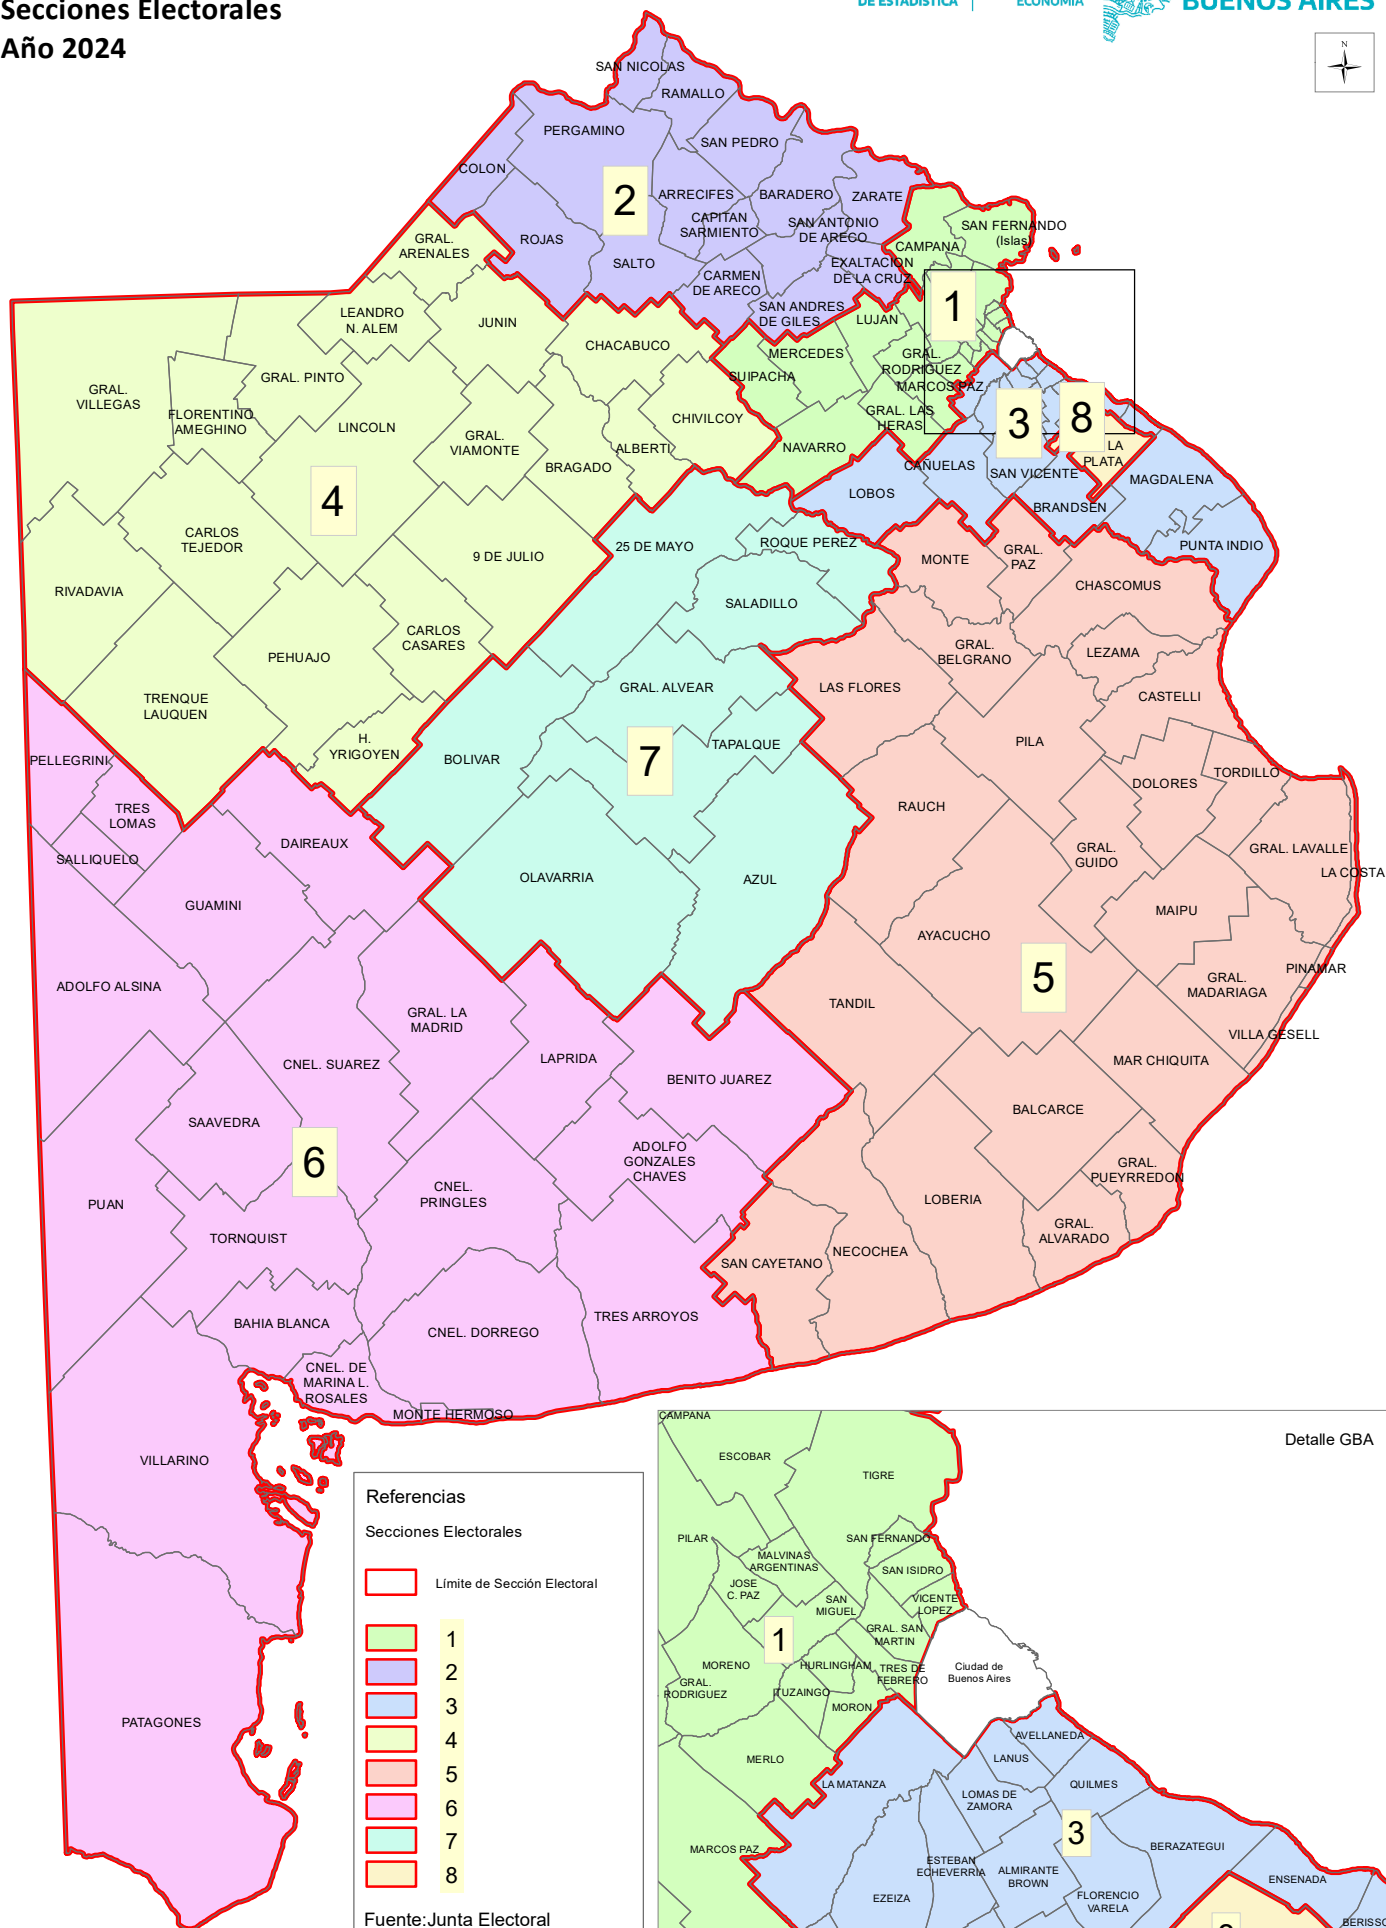 Secciones Electorales
Año 2024
DE ESTADÍSTICA
ECONOMÍA
BUENOS AIRES
N
SAN NICOLAS
RAMALLO
PERGAMINO
SAN PEDRO
COLON
2
ARRECIFES
BARADERO
ZARATE
CAPITAN
SARMIENTO
SAN ANTONIO
DE ARECO
ROJAS
SALTO
CARMEN
DE ARECO
EXALTACION
DE LA CRUZ
SAN ANDRES
DE GILES
CAMPANA
SAN FERNANDO
(Islas)
1
LUJAN
MERCEDES
SUIPACHA
GRAL.
RODRIGUEZ
MARCOS PAZ
GRAL. LAS
HERAS
NAVARRO
GRAL.
ARENALES
LEANDRO
N. ALEM
JUNIN
CHACABUCO
GRAL.
VILLEGAS
GRAL. PINTO
FLORENTINO
AMEGHINO
LINCOLN
GRAL.
VIAMONTE
BRAGADO
ALBERTI
CHIVILCOY
4
CARLOS
TEJEDOR
9 DE JULIO
RIVADAVIA
PEHUAJO
CARLOS
CASARES
TRENQUE
LAUQUEN
H.
YRIGOYEN
3
8
LA
PLATA
CAÑUELAS
SAN VICENTE
LOBOS
BRANDSEN
MAGDALENA
PUNTA INDIO
25 DE MAYO
ROQUE PEREZ
SALADILLO
GRAL. ALVEAR
7
TAPALQUE
BOLIVAR
OLAVARRIA
AZUL
MONTE
GRAL.
PAZ
CHASCOMUS
GRAL.
BELGRANO
LEZAMA
LAS FLORES
CASTELLI
PILA
DOLORES
TORDILLO
RAUCH
GRAL.
GUIDO
GRAL. LAVALLE
LA COSTA
MAIPU
AYACUCHO
5
PINAMAR
GRAL.
MADARIAGA
TANDIL
VILLA GESELL
MAR CHIQUITA
BALCARCE
GRAL.
PUEYRREDON
LOBERIA
GRAL.
ALVARADO
NECOCHEA
SAN CAYETANO
PELLEGRINI
TRES
LOMAS
SALLIQUELO
DAIREAUX
GUAMINI
ADOLFO ALSINA
GRAL. LA
MADRID
CNEL. SUAREZ
LAPRIDA
BENITO JUAREZ
SAAVEDRA
6
ADOLFO
GONZALES
CHAVES
PUAN
CNEL.
PRINGLES
TORNQUIST
BAHIA BLANCA
CNEL. DORREGO
TRES ARROYOS
CNEL. DE
MARINA L.
ROSALES
MONTE HERMOSO
VILLARINO
PATAGONES
Referencias
Secciones Electorales
Límite de Sección Electoral
1
2
3
4
5
6
7
8
Fuente:Junta Electoral
Detalle GBA
CAMPANA
ESCOBAR
TIGRE
PILAR
SAN FERNANDO
MALVINAS
ARGENTINAS
SAN ISIDRO
JOSE
C. PAZ
SAN
MIGUEL
VICENTE
LOPEZ
1
GRAL. SAN
MARTIN
MORENO
HURLINGHAM
TRES DE
FEBRERO
Ciudad de
Buenos Aires
GRAL.
RODRIGUEZ
ITUZAINGO
MORON
MERLO
AVELLANEDA
LANUS
LA MATANZA
QUILMES
LOMAS DE
ZAMORA
3
MARCOS PAZ
BERAZATEGUI
ESTEBAN
ECHEVERRIA
ALMIRANTE
BROWN
ENSENADA
EZEIZA
FLORENCIO
VARELA
BERISSO